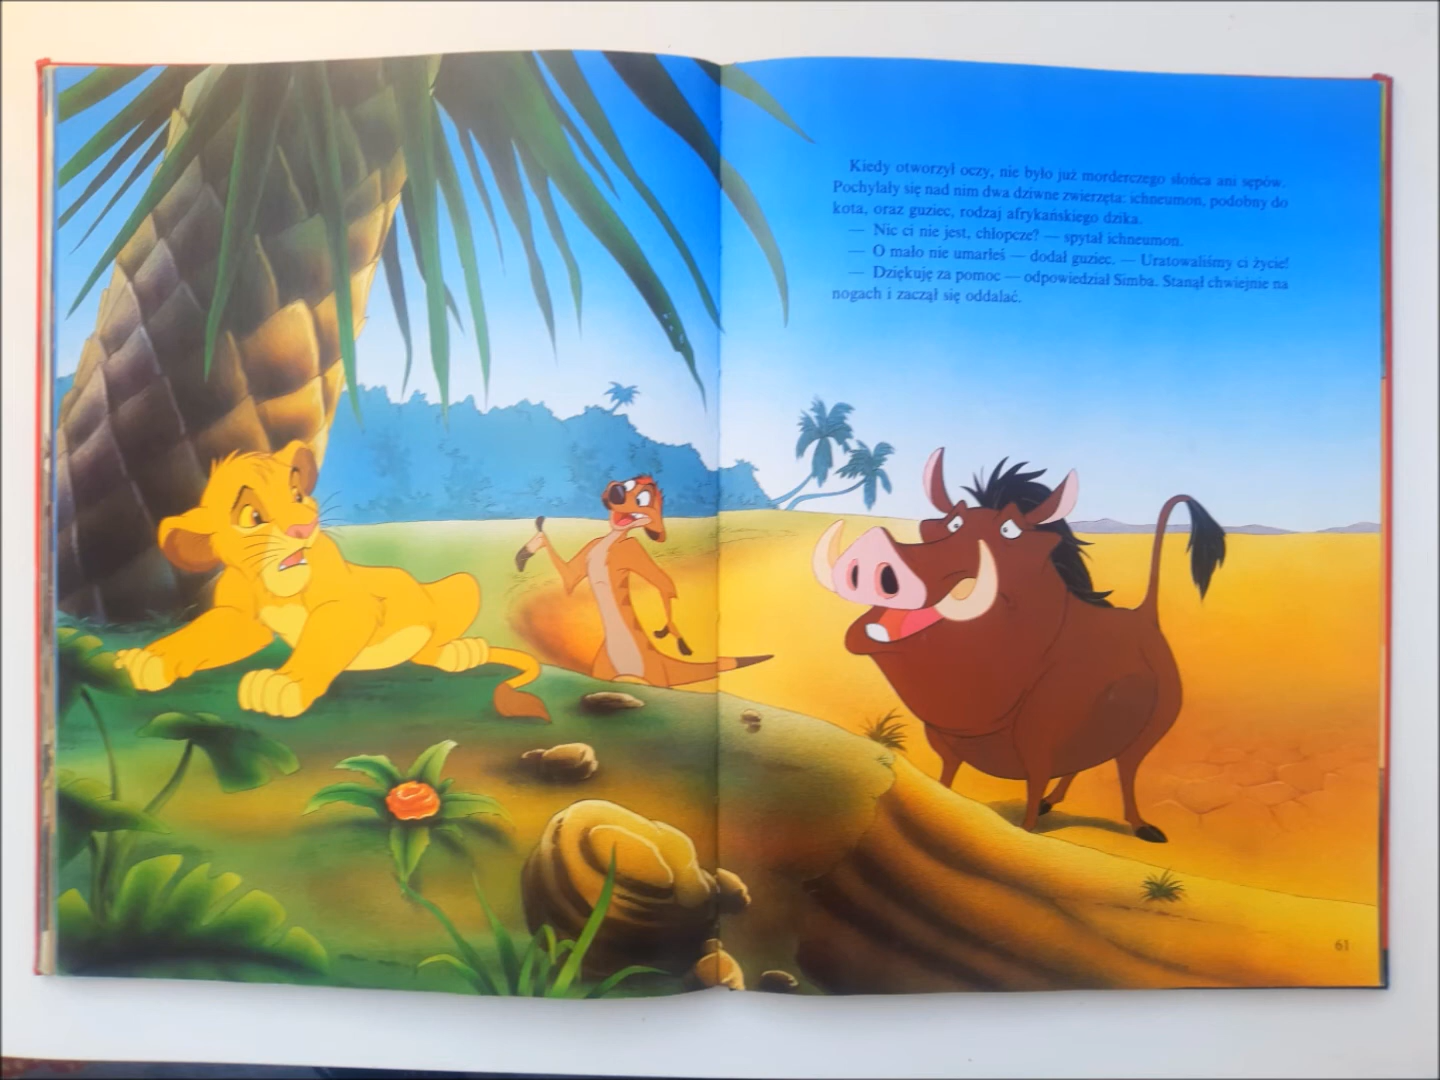 Kiedy otworzył oczy, nie było już morderczego słońca ani sępów.
Pochylały się nad nim dwa dziwne zwierzęta: ichneumon, podobny do
kota, oraz guziec, rodzaj afrykańskiego dzika.
— Nic ci nie jest, chłopcze? — spytał ichneumon.
— O mało nie umarłeś — dodał guziec. — Uratowaliśmy ci życie!
— Dziękuję za pomoc — odpowiedział Simba. Stanął chwiejnie na
nogach i zaczął się oddalać.
61